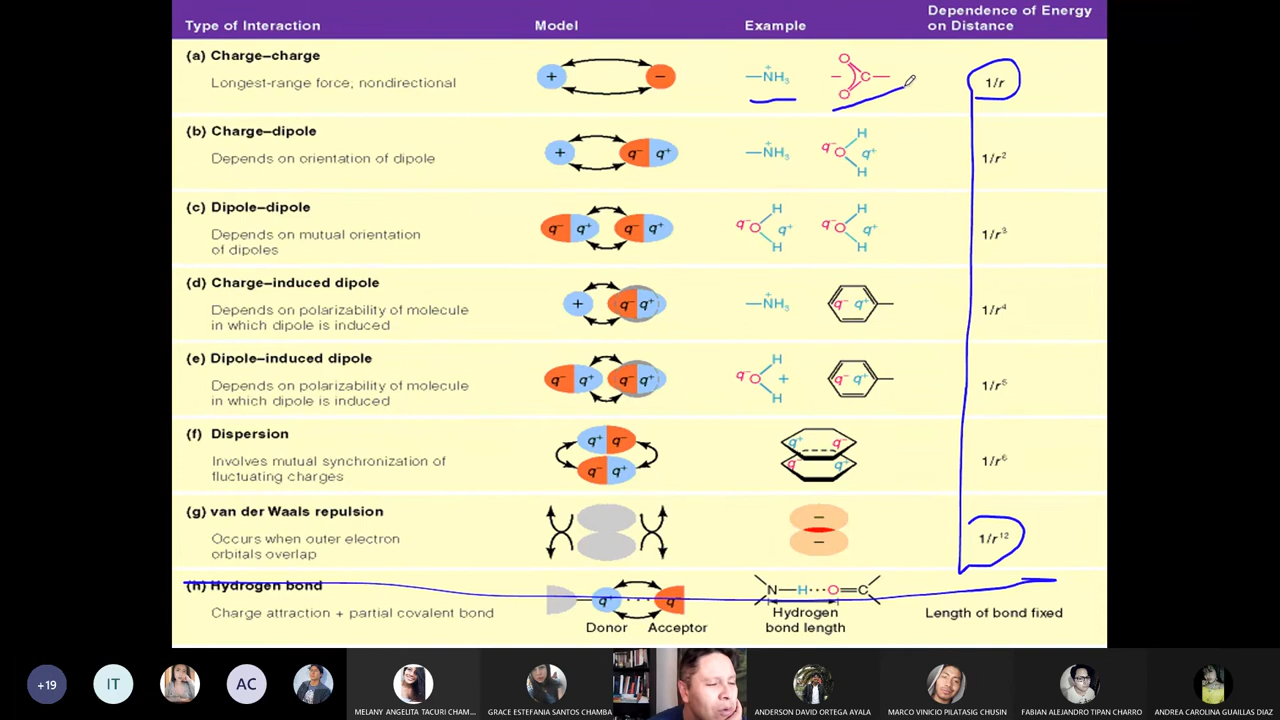 Type of Interaction
Model
Example
Dependence of Energy
on Distance
(a) Charge–charge
Longest-range force; nondirectional
+
−
—N⁺H₃
O
C
O
1/r
(b) Charge–dipole
Depends on orientation of dipole
+
q⁻ q⁺
—N⁺H₃
H
q⁻O q⁺
H
1/r²
(c) Dipole–dipole
Depends on mutual orientation
of dipoles
q⁻ q⁺
q⁻ q⁺
H
q⁻O q⁺
H
H
q⁻O q⁺
H
1/r³
(d) Charge–induced dipole
Depends on polarizability of molecule
in which dipole is induced
+
q⁻ q⁺
—N⁺H₃
q⁻ q⁺
1/r⁴
(e) Dipole–induced dipole
Depends on polarizability of molecule
in which dipole is induced
q⁻ q⁺
q⁻ q⁺
H
q⁻O +
H
q⁻ q⁺
1/r⁵
(f) Dispersion
Involves mutual synchronization of
fluctuating charges
q⁺ q⁻
q⁻ q⁺
q⁺ q⁻
q⁻ q⁺
1/r⁶
(g) van der Waals repulsion
Occurs when outer electron
orbitals overlap
−
−
1/r¹²
(h) Hydrogen bond
Charge attraction + partial covalent bond
q⁺ q⁻
Donor Acceptor
N—H···O=C
Hydrogen
bond length
Length of bond fixed
+19
IT
AC
MELANY ANGELITA TACURI CHAM...
GRACE ESTEFANIA SANTOS CHAMBA
ANDERSON DAVID ORTEGA AYALA
MARCO VINICIO PILATASIG CHUSIN
FABIAN ALEJANDRO TIPAN CHARRO
ANDREA CAROLINA GUAILLAS DIAZ